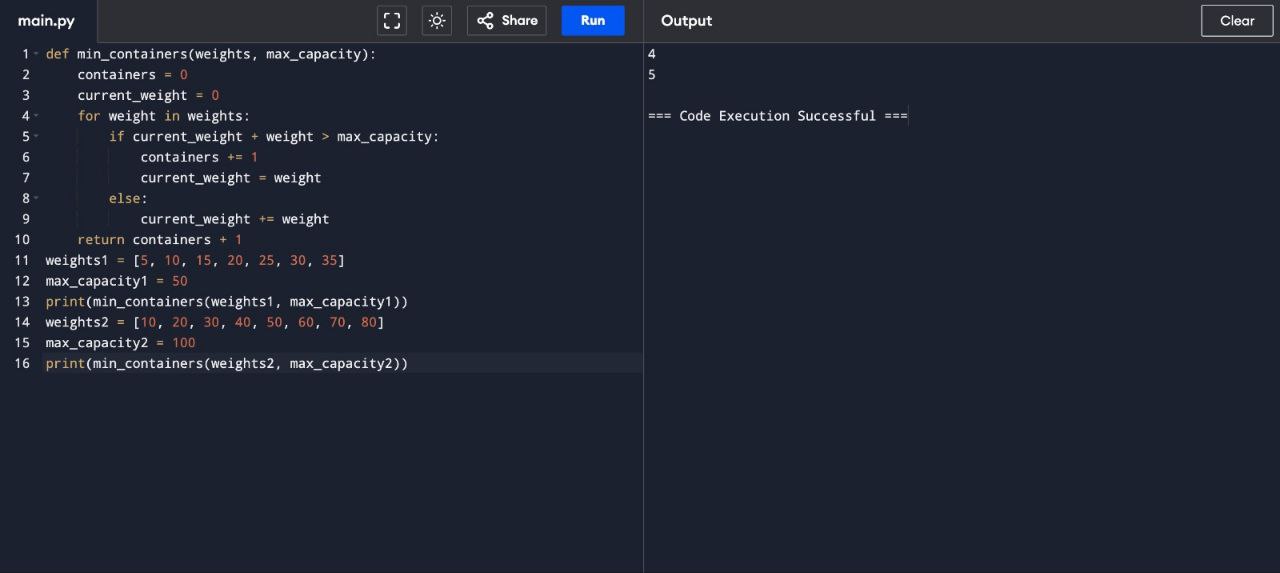 main.py Share Run Output Clear
1 def min_containers(weights, max_capacity):
2     containers = 0
3     current_weight = 0
4     for weight in weights:
5         if current_weight + weight > max_capacity:
6             containers += 1
7             current_weight = weight
8         else:
9             current_weight += weight
10     return containers + 1
11 weights1 = [5, 10, 15, 20, 25, 30, 35]
12 max_capacity1 = 50
13 print(min_containers(weights1, max_capacity1))
14 weights2 = [10, 20, 30, 40, 50, 60, 70, 80]
15 max_capacity2 = 100
16 print(min_containers(weights2, max_capacity2))
4
5
=== Code Execution Successful ===